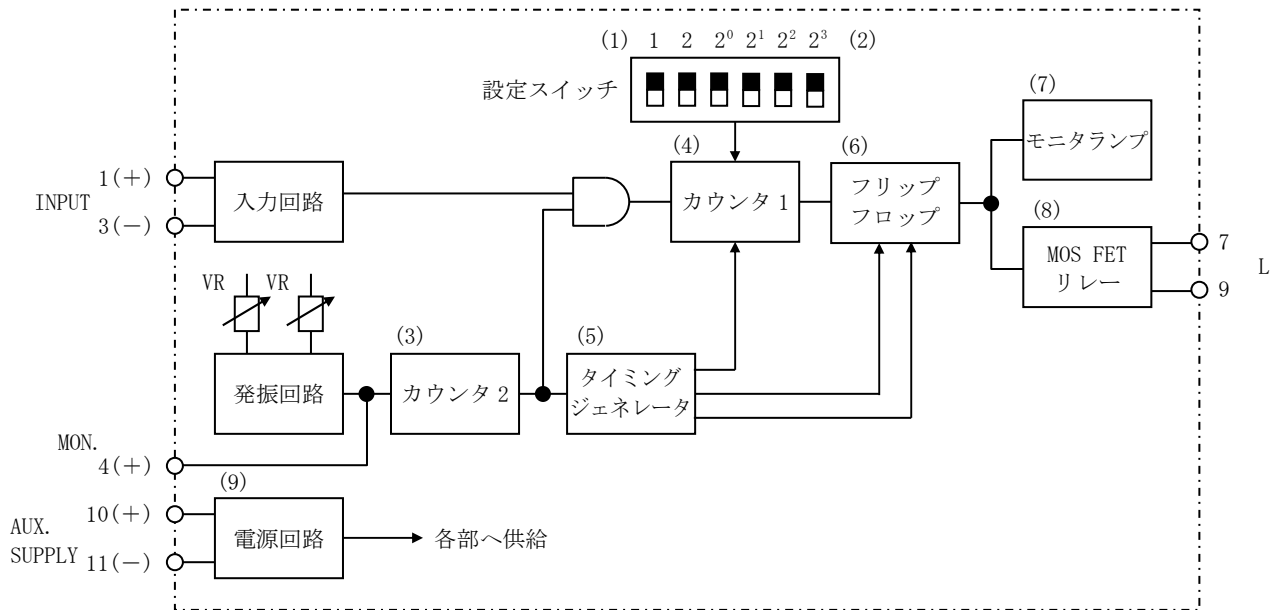 (1) 1 2 2⁰ 2¹ 2² 2³ (2)
設定スイッチ
(7)
モニタランプ
(4)
(6)
1(+)
INPUT
3(−)
入力回路
カウンタ1
フリップ
フロップ
(8)
MOS FET
リレー
7
L
9
VR VR
(3)
(5)
発振回路
カウンタ2
タイミング
ジェネレータ
MON.
4(+)
(9)
10(+)
AUX.
SUPPLY
11(−)
電源回路
各部へ供給